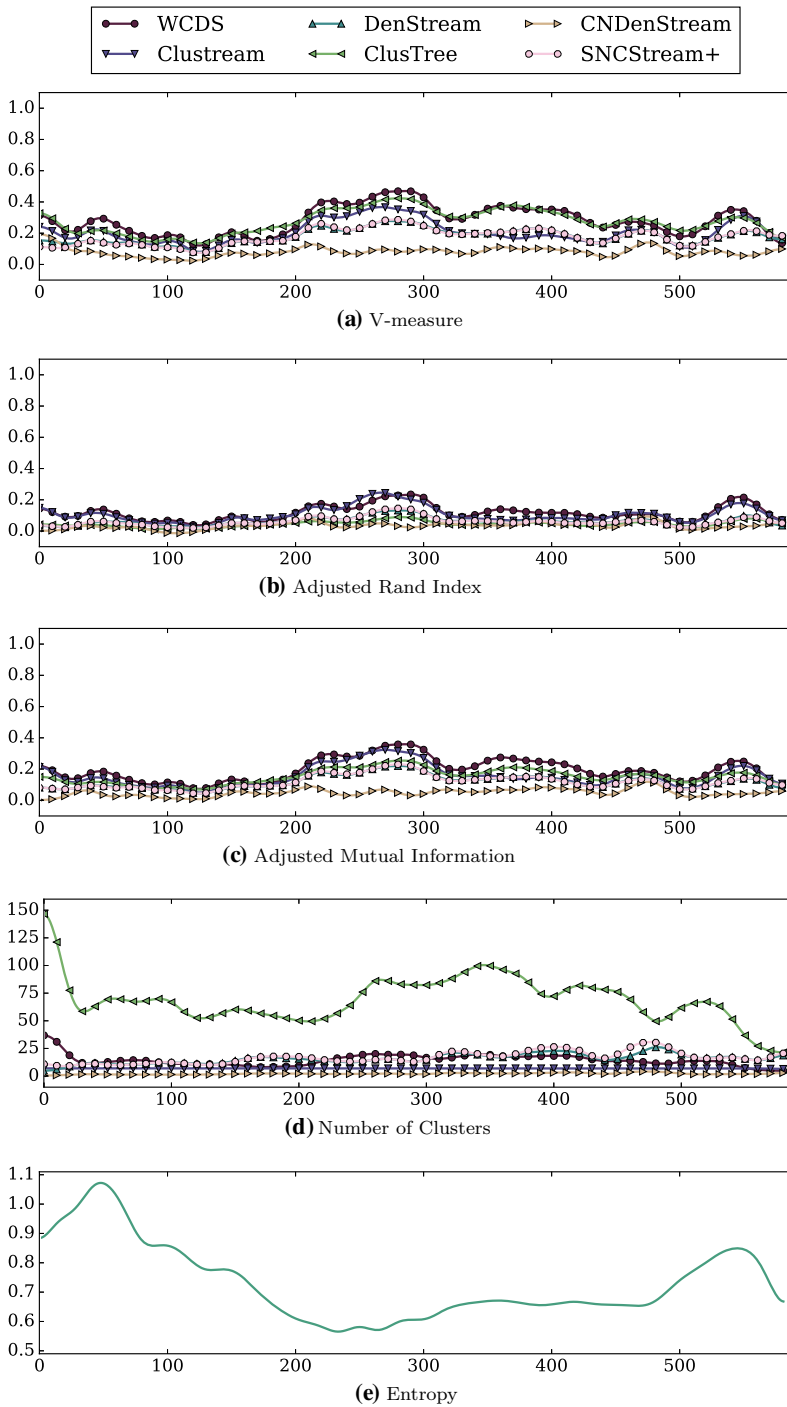 WCDS DenStream CNDenStream
Clustream ClusTree SNCStream+
1.0
0.8
0.6
0.4
0.2
0.0
0 100 200 300 400 500
(a) V-measure
1.0
0.8
0.6
0.4
0.2
0.0
0 100 200 300 400 500
(b) Adjusted Rand Index
1.0
0.8
0.6
0.4
0.2
0.0
0 100 200 300 400 500
(c) Adjusted Mutual Information
150
125
100
75
50
25
0
0 100 200 300 400 500
(d) Number of Clusters
1.1
1.0
0.9
0.8
0.7
0.6
0.5
0 100 200 300 400 500
(e) Entropy